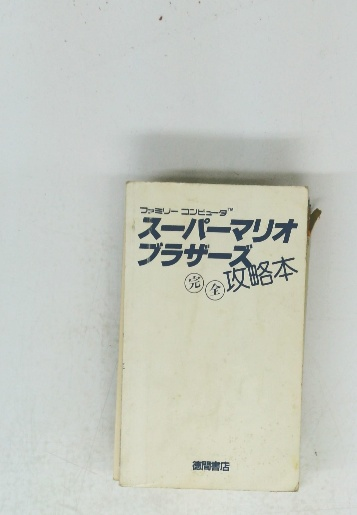 ファミリー コンピュータ™
スーパーマリオ
ブラザーズ
完全攻略本
徳間書店